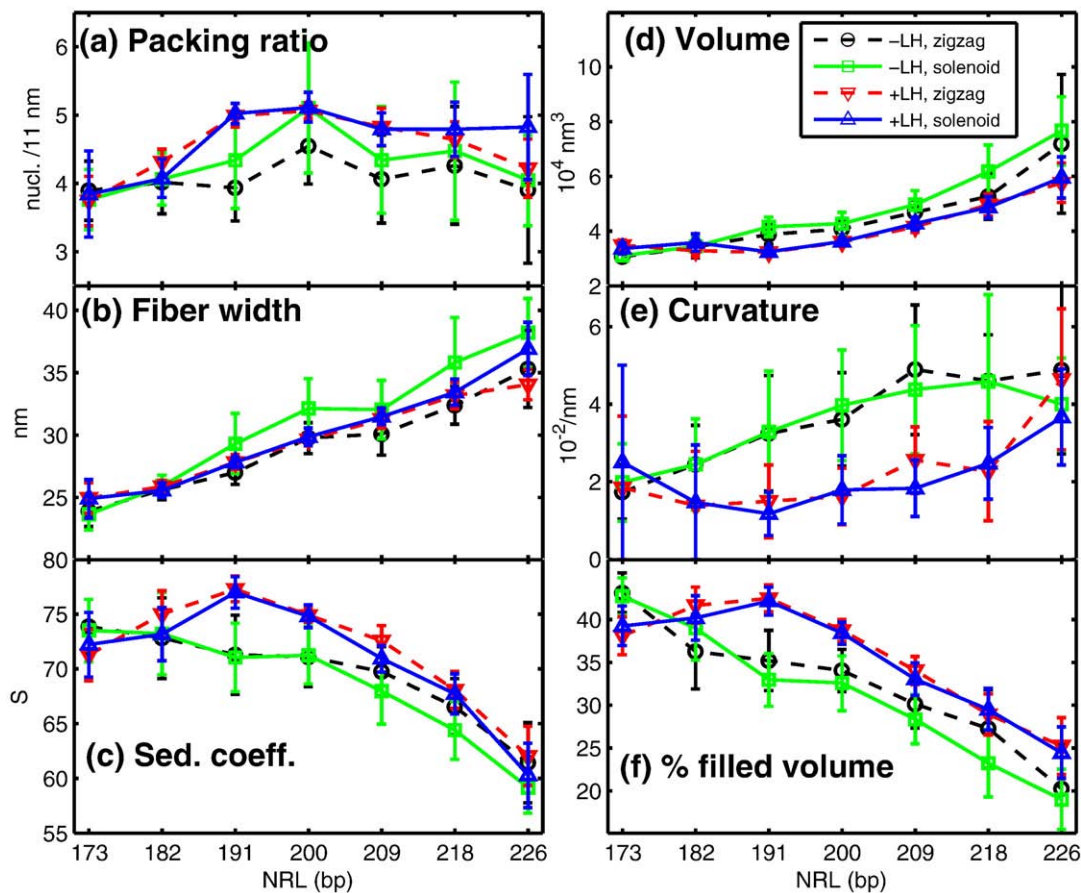 (a) Packing ratio
6
5
4
3
nucl. /11 nm
(b) Fiber width
40
35
30
25
80
nm
(c) Sed. coeff.
75
70
65
60
55
S
173 182 191 200 209 218 226
NRL (bp)
(d) Volume
–LH, zigzag
–LH, solenoid
+LH, zigzag
+LH, solenoid
10
8
6
4
2
10⁴ nm³
(e) Curvature
2
6
4
2
0
10⁻²/nm
(f) % filled volume
40
35
30
25
20
173 182 191 200 209 218 226
NRL (bp)